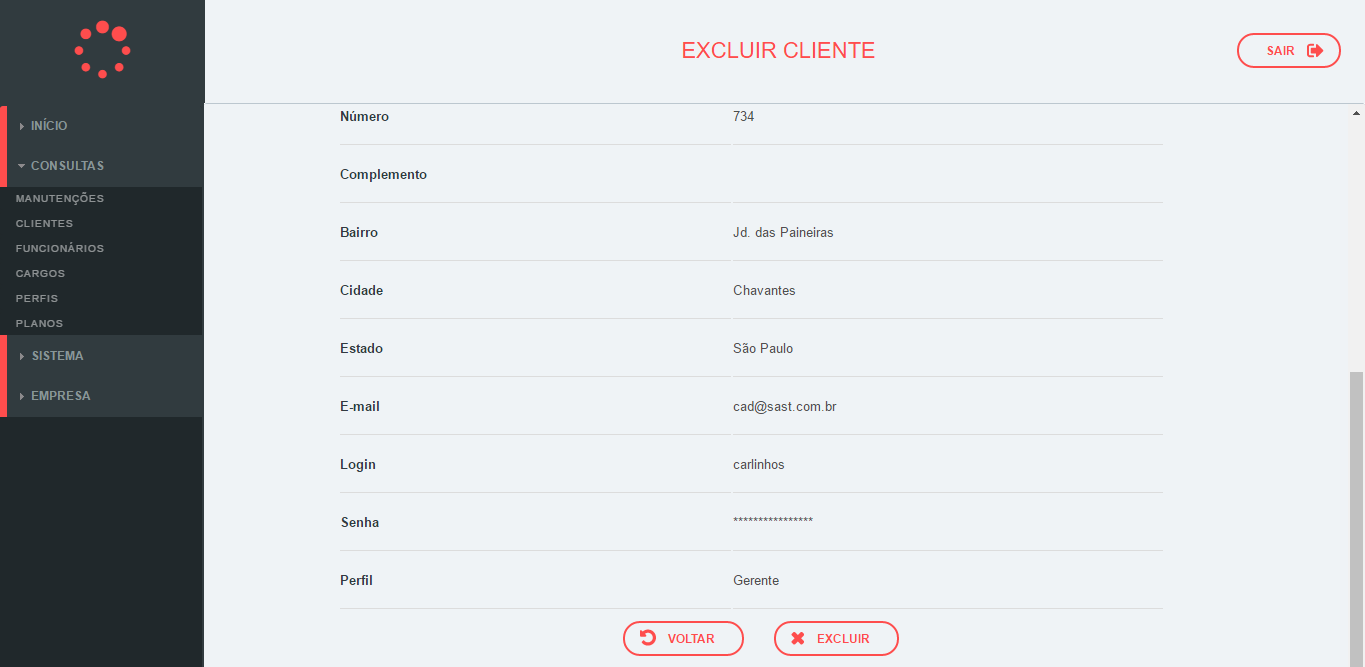 EXCLUIR CLIENTE
SAIR
INÍCIO
CONSULTAS
MANUTENÇÕES
CLIENTES
FUNCIONÁRIOS
CARGOS
PERFIS
PLANOS
SISTEMA
EMPRESA
Número 734
Complemento
Bairro Jd. das Paineiras
Cidade Chavantes
Estado São Paulo
E-mail cad@sast.com.br
Login carlinhos
Senha ****************
Perfil Gerente
VOLTAR EXCLUIR